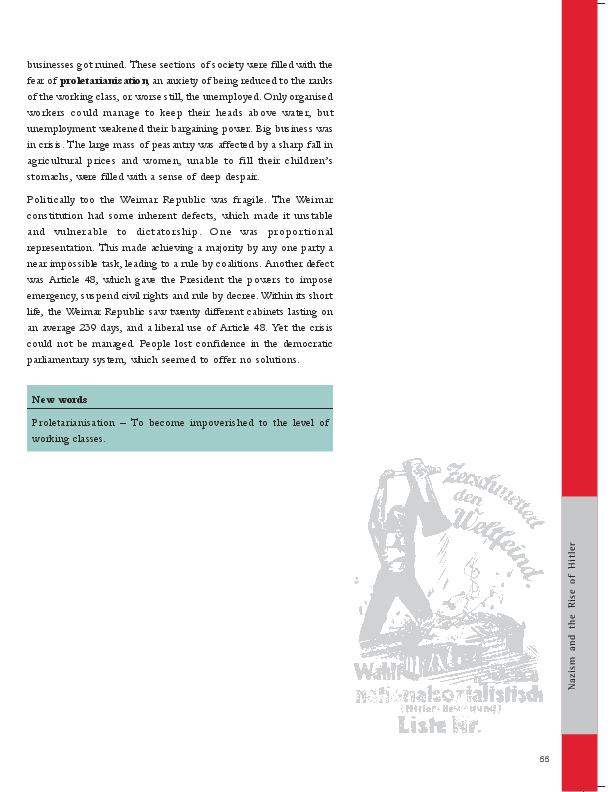 businesses got ruined. These sections of society were filled with the
fear of proletarianisation, an anxiety of being reduced to the ranks
of the working class, or worse still, the unemployed. Only organised
workers could manage to keep their heads above water, but
unemployment weakened their bargaining power. Big business was
in crisis. The large mass of peasantry was affected by a sharp fall in
agricultural prices and women, unable to fill their children's
stomachs, were filled with a sense of deep despair.
Politically too the Weimar Republic was fragile. The Weimar
constitution had some inherent defects, which made it unstable
and vulnerable to dictatorship. One was proportional
representation. This made achieving a majority by any one party a
near impossible task, leading to a rule by coalitions. Another defect
was Article 48, which gave the President the powers to impose
emergency, suspend civil rights and rule by decree. Within its short
life, the Weimar Republic saw twenty different cabinets lasting on
an average 239 days, and a liberal use of Article 48. Yet the crisis
could not be managed. People lost confidence in the democratic
parliamentary system, which seemed to offer no solutions.
New words
Proletarianisation – To become impoverished to the level of
working classes.
Zerschmettert
den
Weltfeind.
Wählt
nationalsozialistisch
Liste Nr.
Nazism and the Rise of Hitler
55